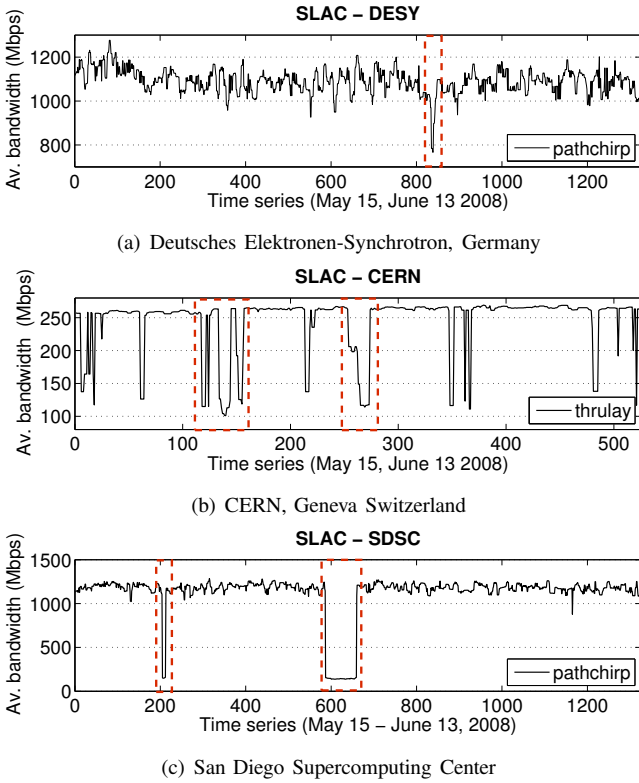 SLAC − DESY
Av. bandwidth (Mbps)
1200
1000
800
pathchirp
0 200 400 600 800 1000 1200
Time series (May 15, June 13 2008)
(a) Deutsches Elektronen-Synchrotron, Germany
SLAC − CERN
Av. bandwidth (Mbps)
250
200
150
100
thrulay
0 100 200 300 400 500
Time series (May 15, June 13 2008)
(b) CERN, Geneva Switzerland
SLAC − SDSC
Av. bandwidth (Mbps)
1500
1000
500
0
pathchirp
0 200 400 600 800 1000 1200
Time series (May 15 − June 13, 2008)
(c) San Diego Supercomputing Center